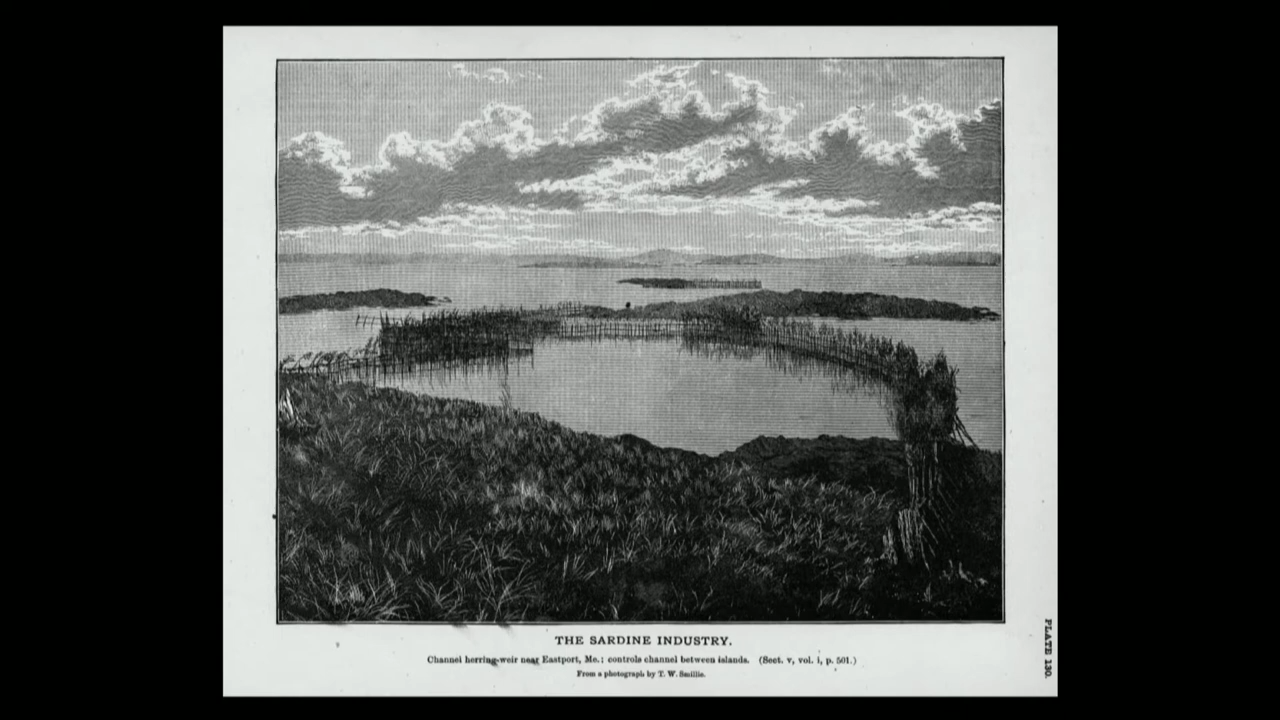 THE SARDINE INDUSTRY.
Channel herring-weir near Eastport, Me.; controls channel between islands. (Sect. v, vol. i, p. 501.)
From a photograph by T. W. Smillie.
PLATE 130.